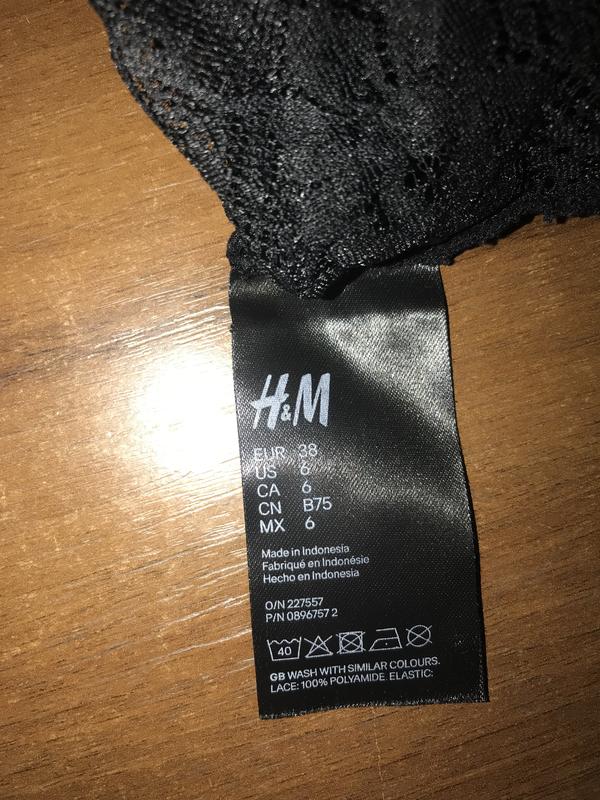 H&M
EUR 38
US 6
CA 6
CN B75
MX 6
Made in Indonesia
Fabriqué en Indonésie
Hecho en Indonesia
O/N 227557
P/N 0896757 2
40
GB WASH WITH SIMILAR COLOURS.
LACE: 100% POLYAMIDE. ELASTIC: